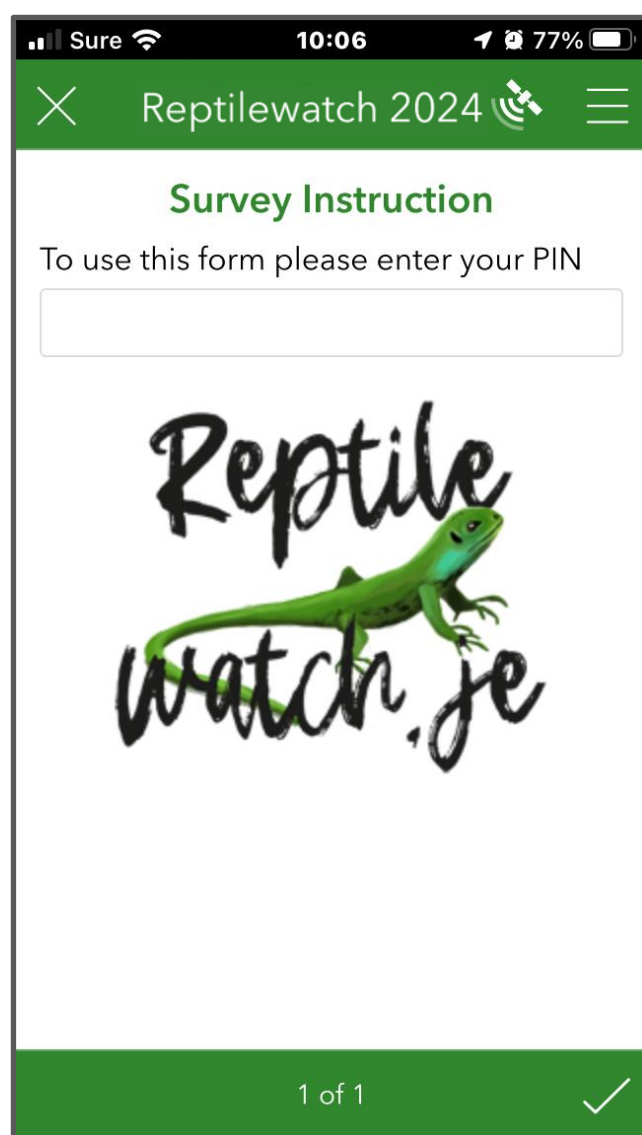 Sure 10:06 77%
Reptilewatch 2024
Survey Instruction
To use this form please enter your PIN
Reptile
watch.je
1 of 1